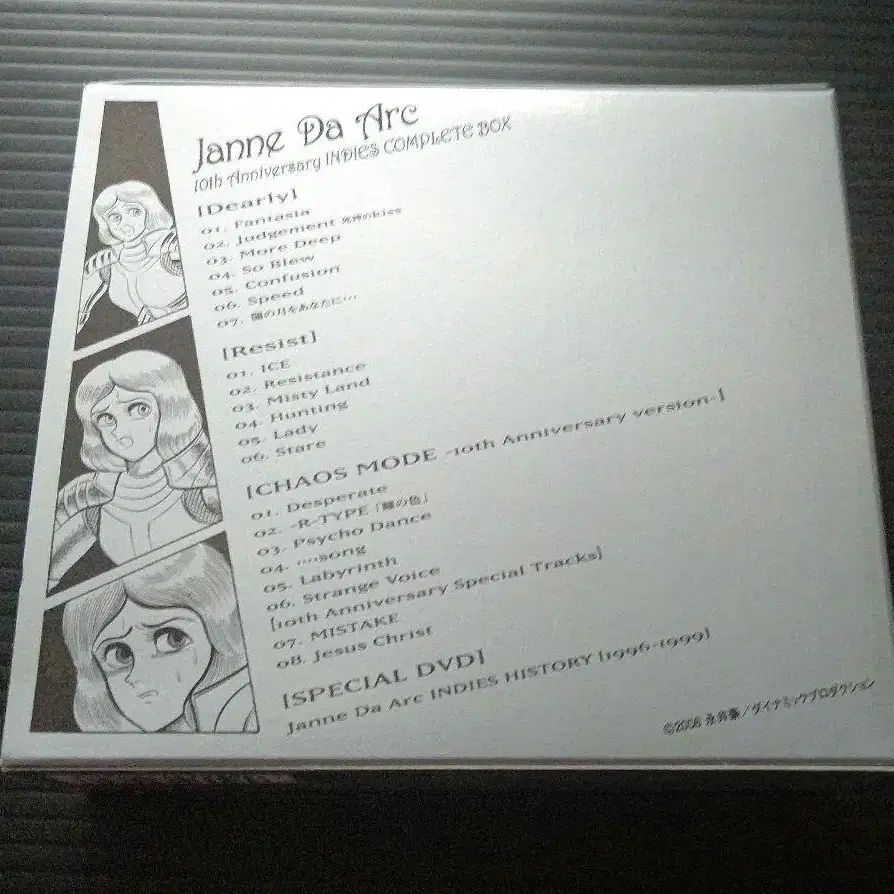 Janne Da Arc
10th Anniversary INDIES COMPLETE BOX
[Dearly]
01. Fantasia
02. Judgement 死神のkiss
03. More Deep
04. So Blew
05. Confusion
06. Speed
07. 闇の月をあなたに…
[Resist]
01. ICE
02. Resistance
03. Misty Land
04. Hunting
05. Lady
06. Stare
[CHAOS MODE -10th Anniversary version-]
01. Desperate
02. -R-TYPE「瞳の色」
03. Psycho Dance
04. ····song
05. Labyrinth
06. Strange Voice
[10th Anniversary Special Tracks]
07. MISTAKE
08. Jesus Christ
[SPECIAL DVD]
Janne Da Arc INDIES HISTORY [1996-1999]
©2006 永井豪/ダイナミックプロダクション